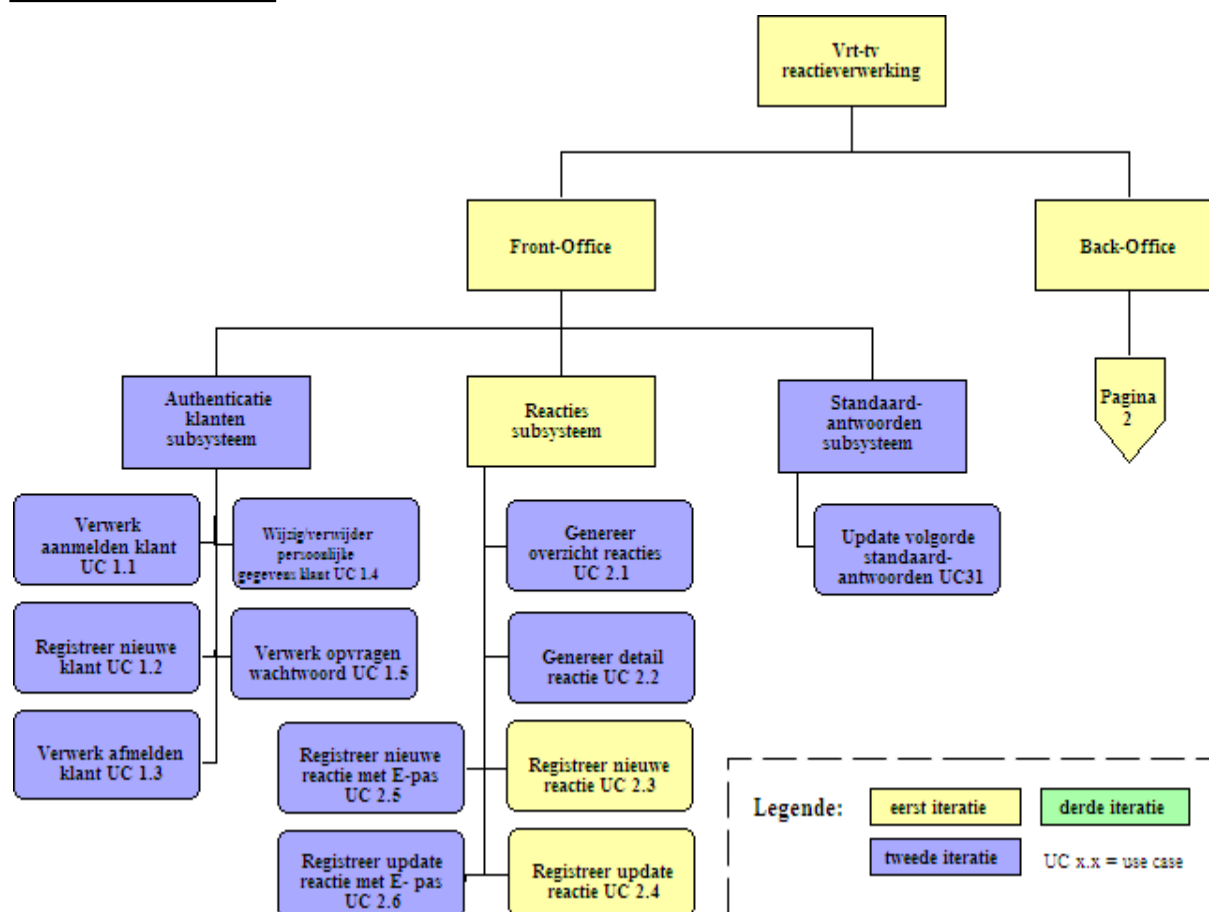 Vrt-tv
reactieverwerking
Front-Office
Back-Office
Authenticatie
klanten
subsysteem
Reacties
subsysteem
Standaard-
antwoorden
subsysteem
Pagina
2
Verwerk
aanmelden klant
UC 1.1
Wijzig/verwijder
persoonlijke
gegevens klant UC 1.4
Genereer
overzicht reacties
UC 2.1
Update volgorde
standaard-
antwoorden UC31
Registreer nieuwe
klant UC 1.2
Verwerk opvragen
wachtwoord UC 1.5
Genereer detail
reactie UC 2.2
Verwerk afmelden
klant UC 1.3
Registreer nieuwe
reactie met E-pas
UC 2.5
Registreer nieuwe
reactie UC 2.3
Registreer update
reactie met E- pas
UC 2.6
Registreer update
reactie UC 2.4
Legende:
eerst iteratie
derde iteratie
tweede iteratie
UC x.x = use case